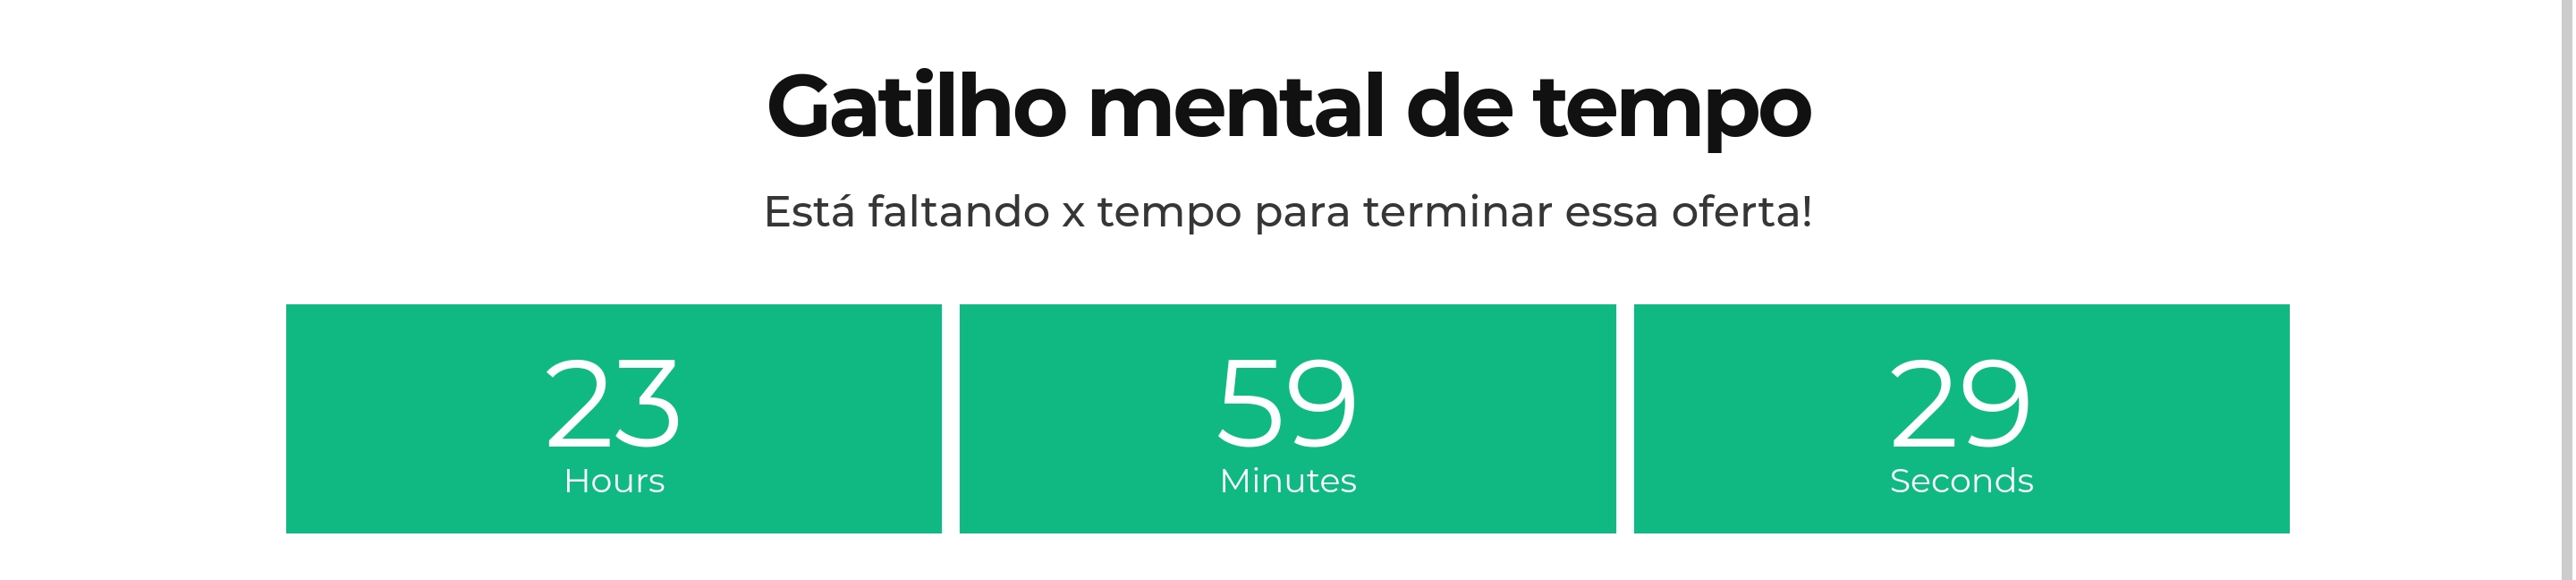 Gatilho mental de tempo
Está faltando x tempo para terminar essa oferta!
23 59 29
Hours Minutes Seconds